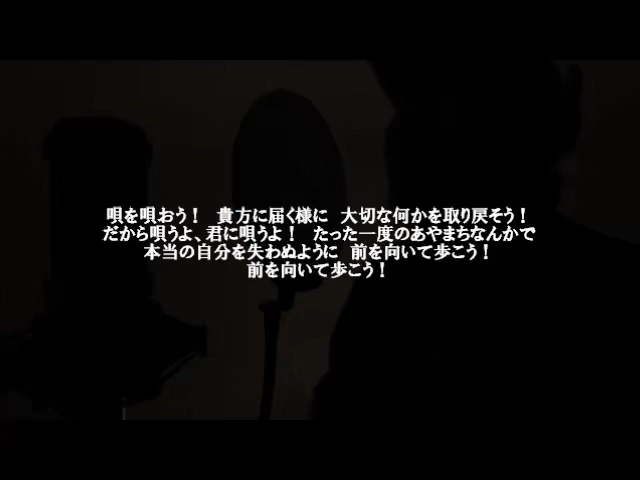 唄を唄おう！　貴方に届く様に　大切な何かを取り戻そう！
だから唄うよ、君に唄うよ！　たった一度のあやまちなんかで
本当の自分を失わぬように　前を向いて歩こう！
前を向いて歩こう！